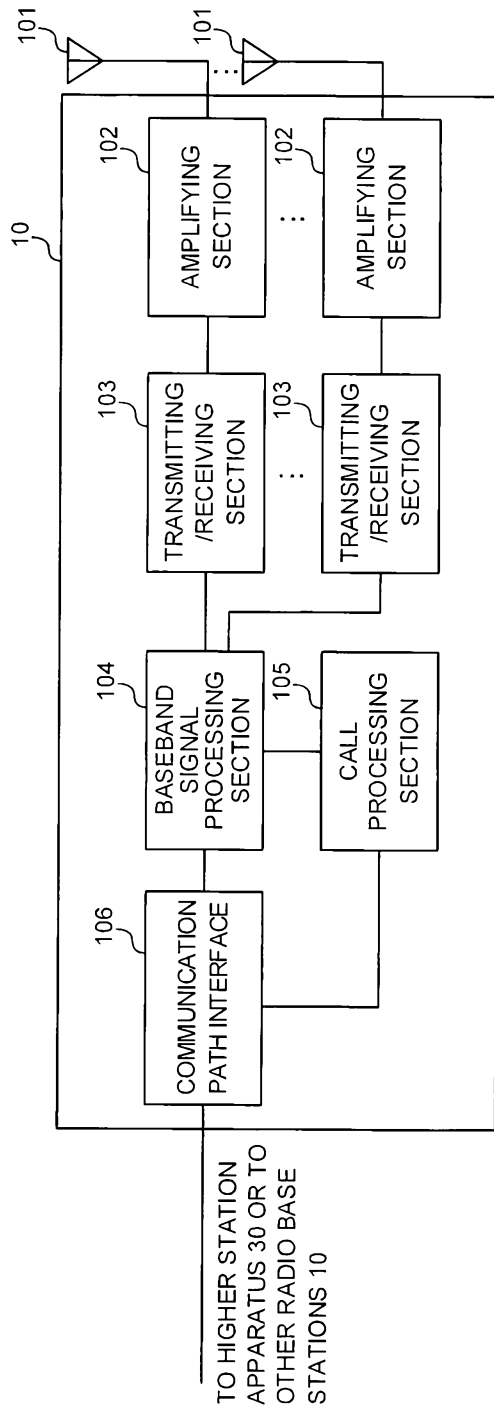 10
101
101
102
AMPLIFYING
SECTION
102
AMPLIFYING
SECTION
103
TRANSMITTING
/RECEIVING
SECTION
103
TRANSMITTING
/RECEIVING
SECTION
104
BASEBAND
SIGNAL
PROCESSING
SECTION
105
CALL
PROCESSING
SECTION
106
COMMUNICATION
PATH INTERFACE
TO HIGHER STATION
APPARATUS 30 OR TO
OTHER RADIO BASE
STATIONS 10